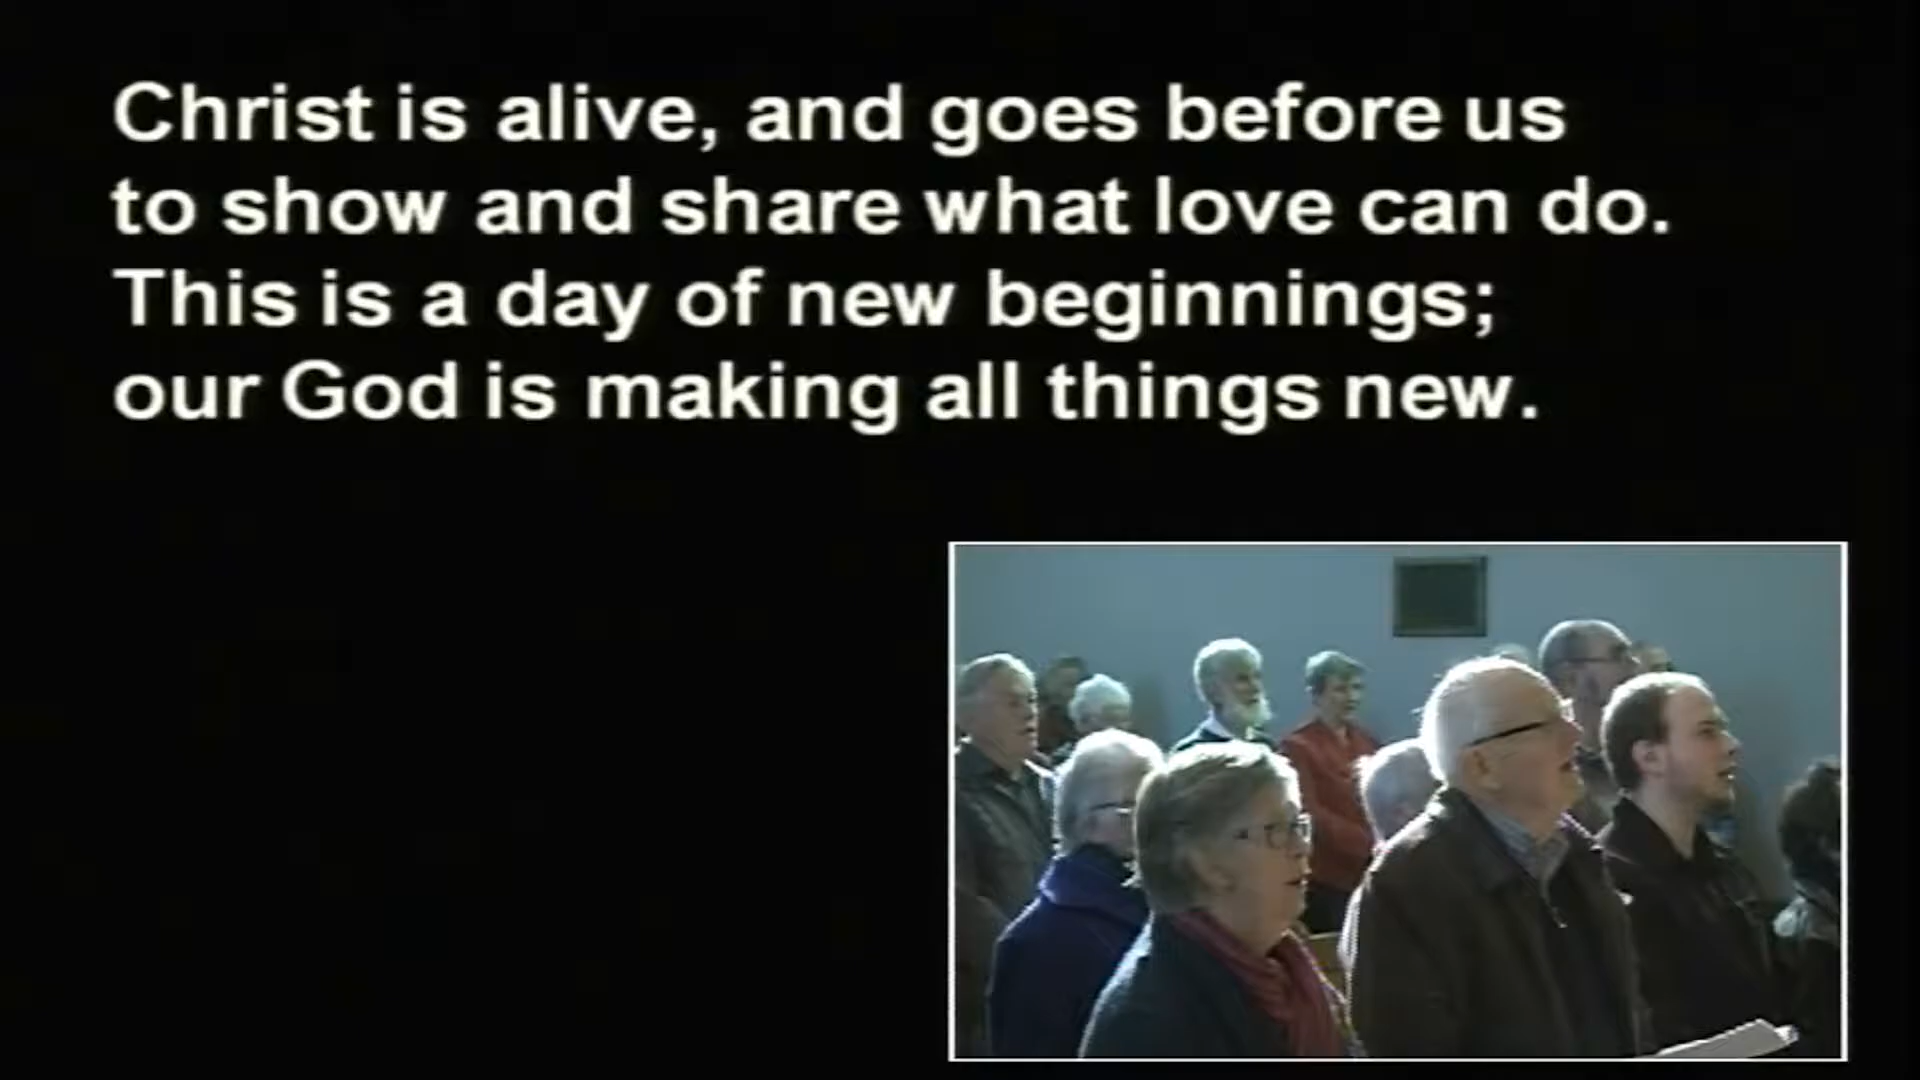 Christ is alive, and goes before us
to show and share what love can do.
This is a day of new beginnings;
our God is making all things new.